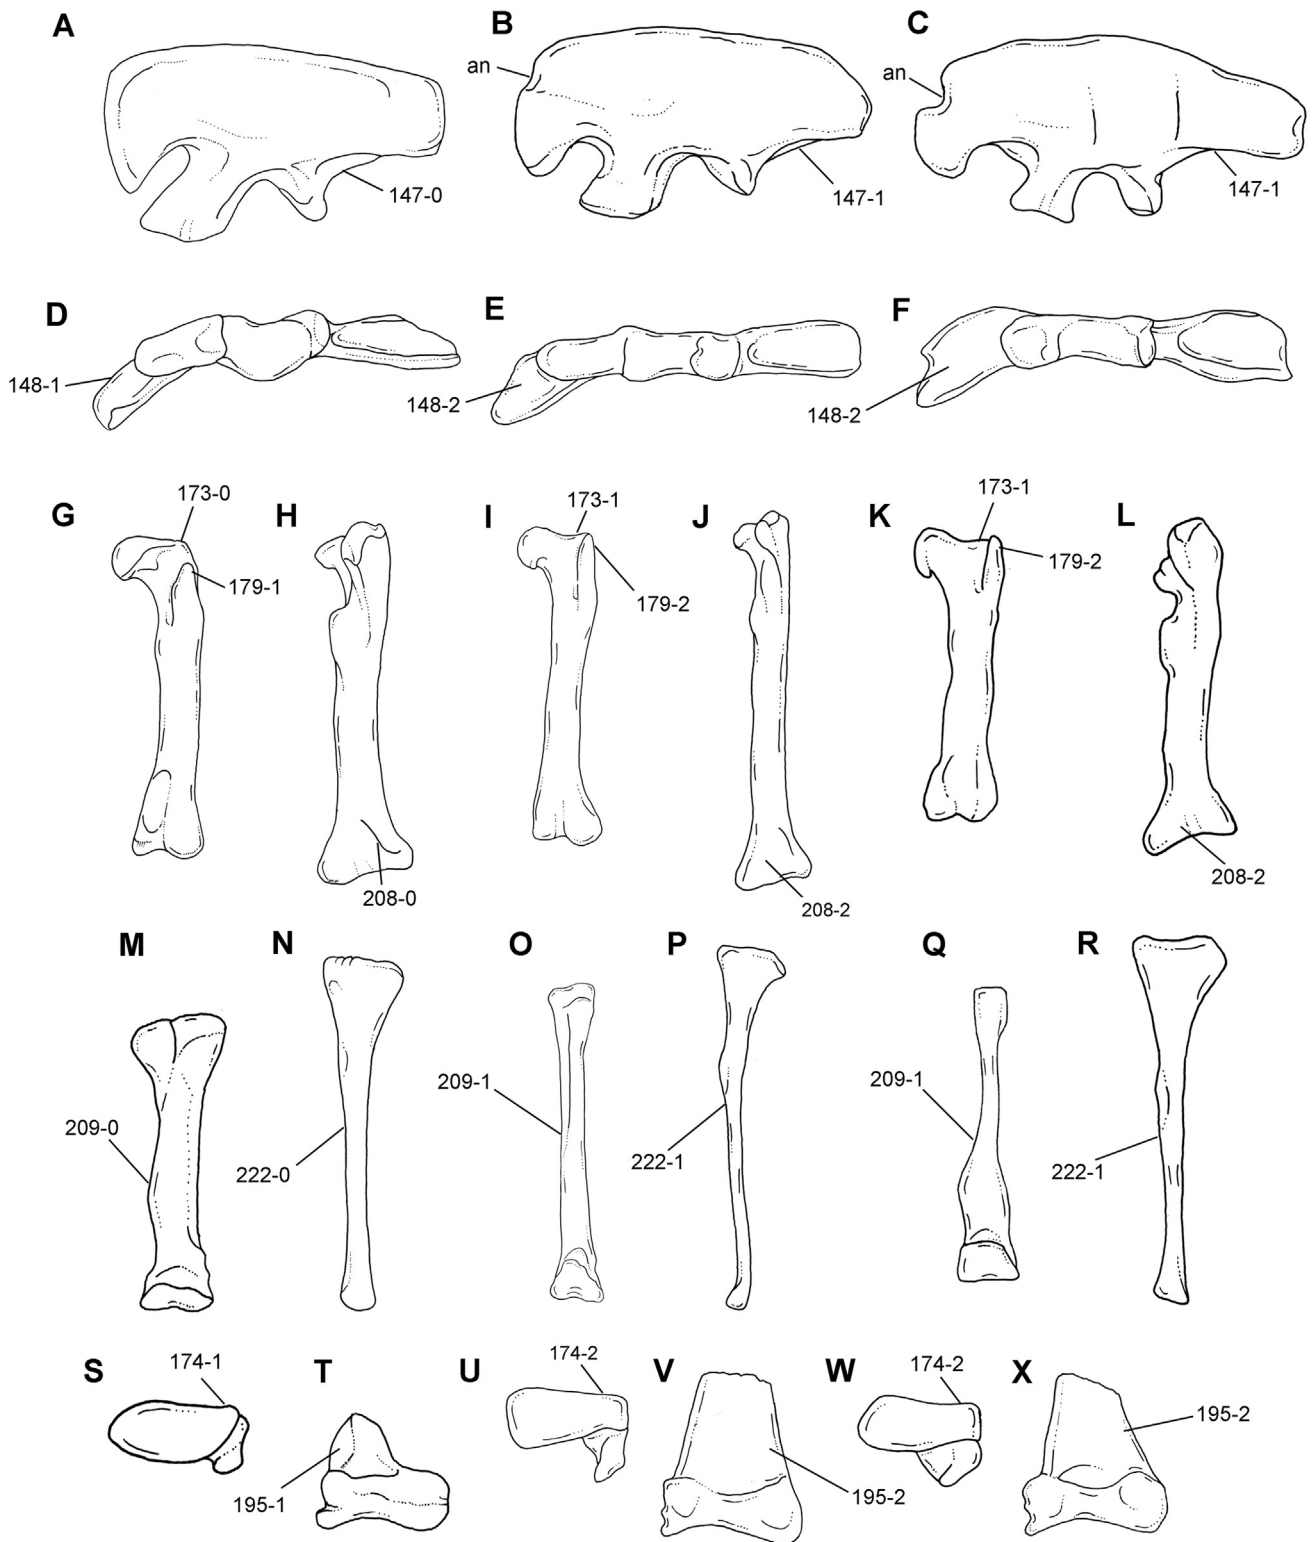 A
B
C
an
an
147-0
147-1
147-1
D
E
F
148-1
148-2
148-2
G
173-0
H
I
173-1
J
K
173-1
L
179-1
179-2
179-2
208-0
208-2
208-2
M
N
O
P
Q
R
209-0
222-0
209-1
222-1
209-1
222-1
S
174-1
T
U
174-2
V
W
174-2
X
195-1
195-2
195-2